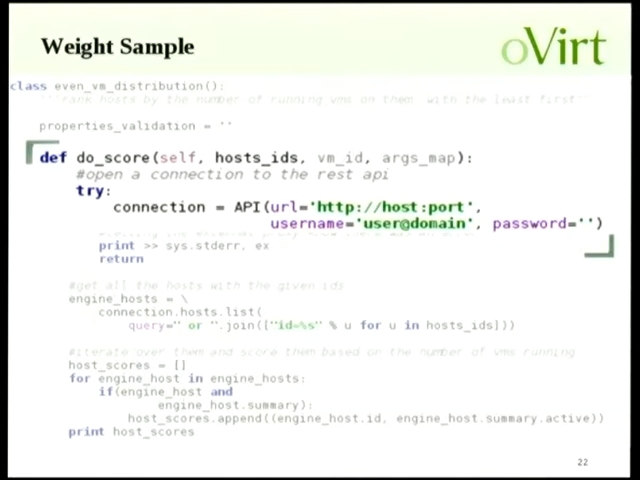 Weight Sample
oVirt
class even_vm_distribution():
'''rank hosts by the number of running vms on them, with the least first'''
properties_validation = ''
def do_score(self, hosts_ids, vm_id, args_map):
#open a connection to the rest api
try:
connection = API(url='http://host:port',
username='user@domain', password='')
print >> sys.stderr, ex
return
#get all the hosts with the given ids
engine_hosts = \
connection.hosts.list(
query=" or ".join(["id=%s" % u for u in hosts_ids]))
#iterate over them and score them based on the number of vms running
host_scores = []
for engine_host in engine_hosts:
if(engine_host and
engine_host.summary):
host_scores.append((engine_host.id, engine_host.summary.active))
print host_scores
22